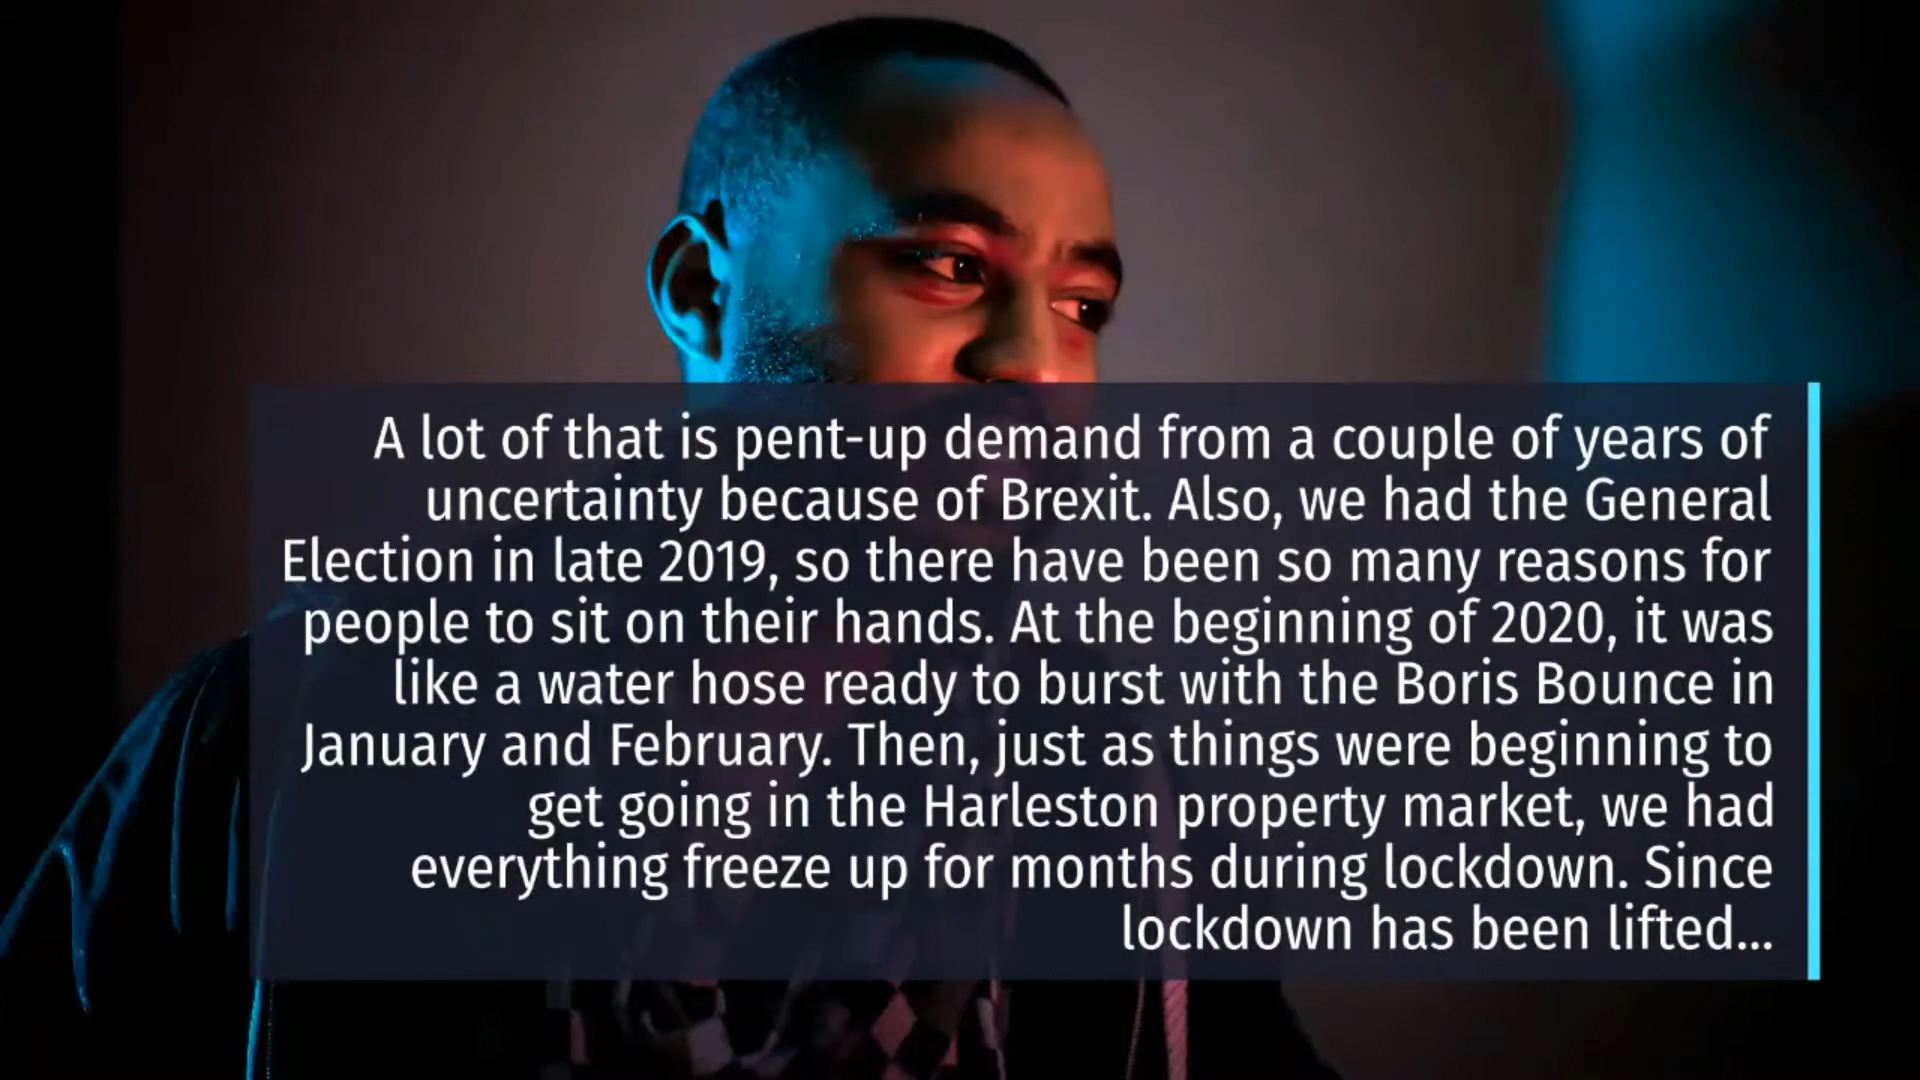 A lot of that is pent-up demand from a couple of years of
uncertainty because of Brexit. Also, we had the General
Election in late 2019, so there have been so many reasons for
people to sit on their hands. At the beginning of 2020, it was
like a water hose ready to burst with the Boris Bounce in
January and February. Then, just as things were beginning to
get going in the Harleston property market, we had
everything freeze up for months during lockdown. Since
lockdown has been lifted...